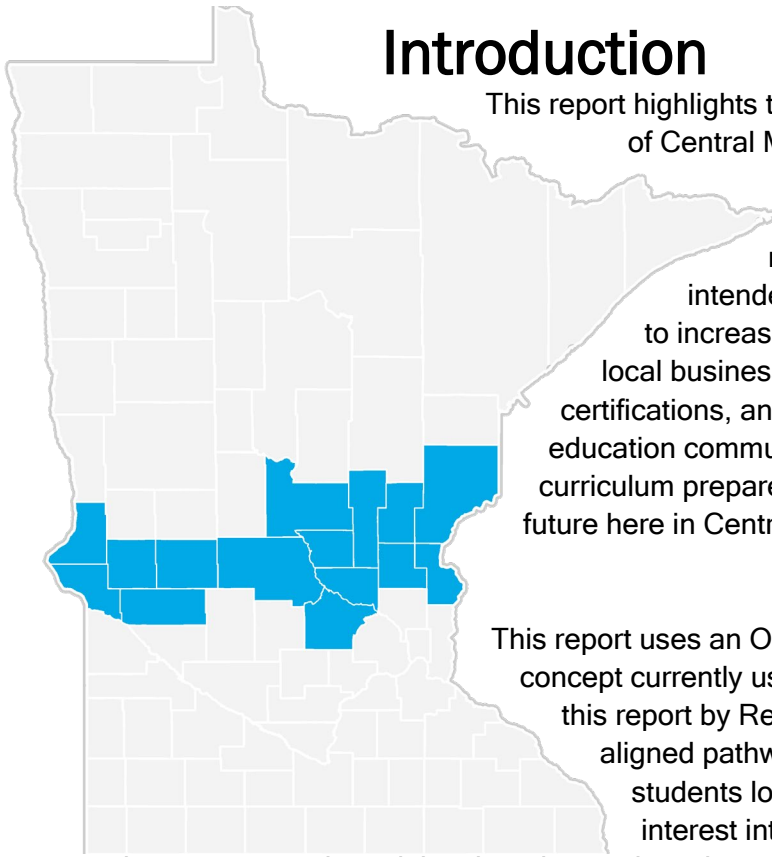 Introduction
This report highlights
of Central
intende
to increas
local busines
certifications, an
education commu
curriculum prepare
future here in Centr
This report uses an O
concept currently us
this report by Re
aligned pathw
students lo
interest int